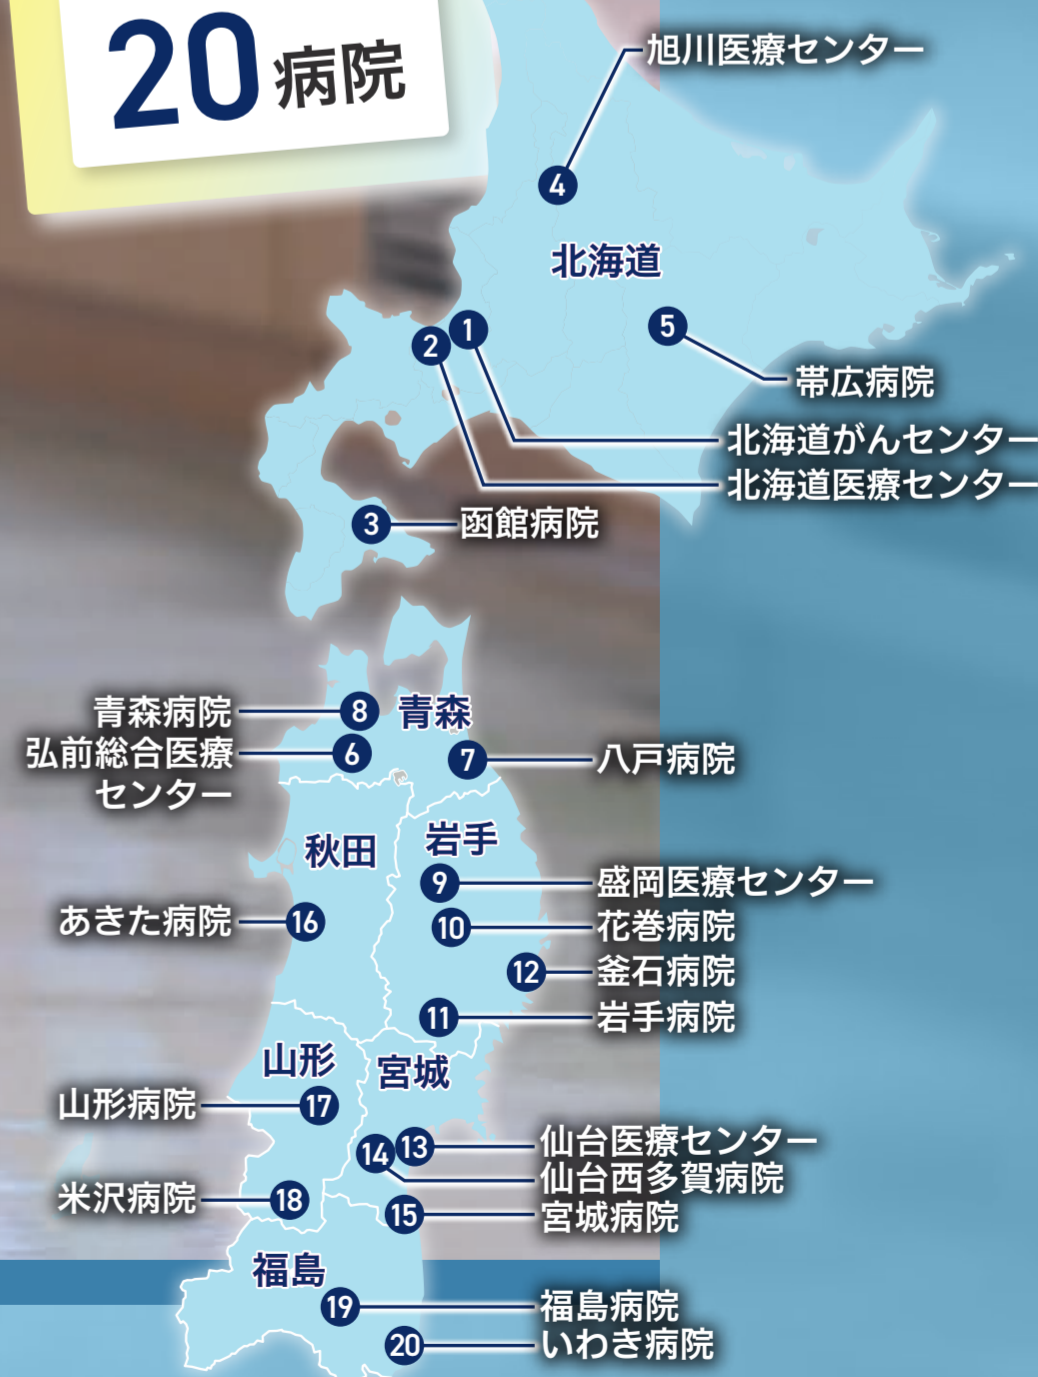 20病院
旭川医療センター
4
北海道
1
2
5
帯広病院
北海道がんセンター
北海道医療センター
3
函館病院
青森病院
8
青森
弘前総合医療
センター
6
7
八戸病院
秋田
岩手
9
盛岡医療センター
あきた病院
16
10
花巻病院
12
釜石病院
11
岩手病院
山形
宮城
山形病院
17
13
仙台医療センター
14
仙台西多賀病院
米沢病院
18
15
宮城病院
福島
19
福島病院
20
いわき病院